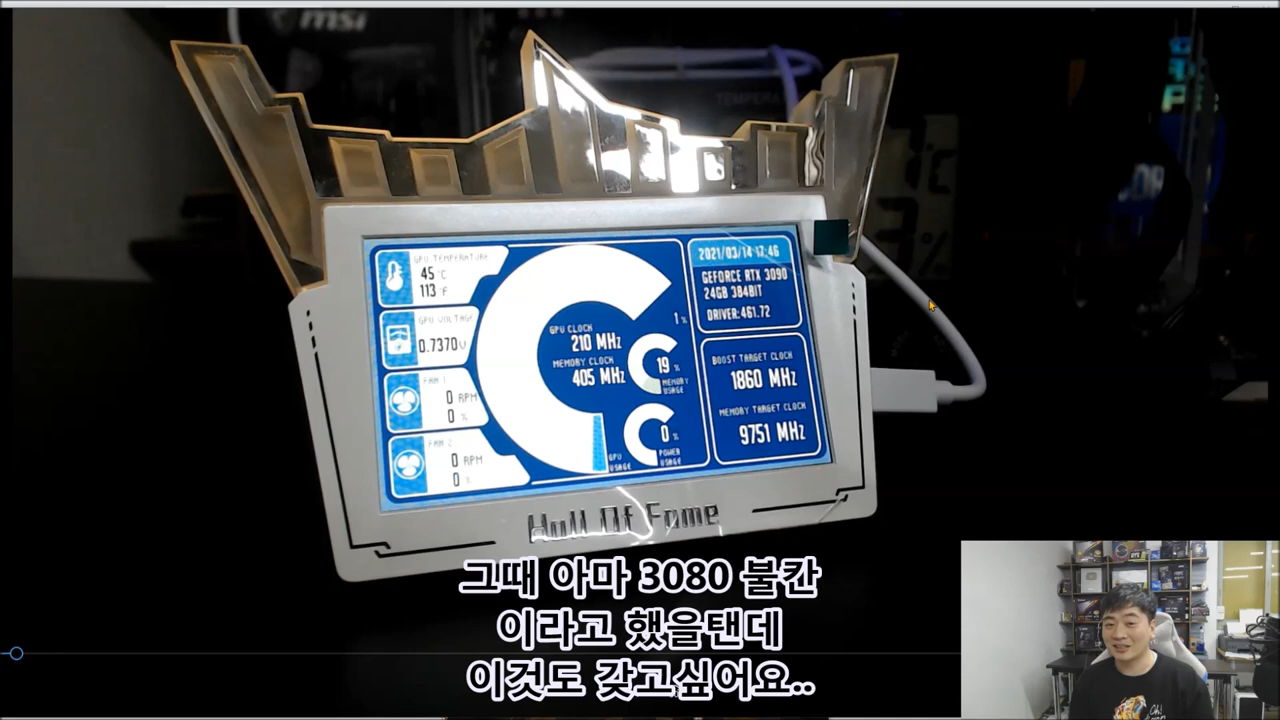 msi
TEMPERA
GPU TEMPERATURE
45 °C
113 °F
GPU VOLTAGE
0.7370V
FAN 1
0 RPM
0 %
FAN 2
0 RPM
0 %
GPU CLOCK
210 MHz
MEMORY CLOCK
405 MHz
1 %
GPU USAGE
19 %
MEMORY USAGE
0 %
POWER USAGE
2021/03/14 17:46
GEFORCE RTX 3090
24GB 384BIT
DRIVER:461.72
BOOST TARGET CLOCK
1860 MHz
MEMORY TARGET CLOCK
9751 MHz
Hall Of Fame
그때 아마 3080 불칸
이라고 했을탠데
이것도 갖고싶어요..